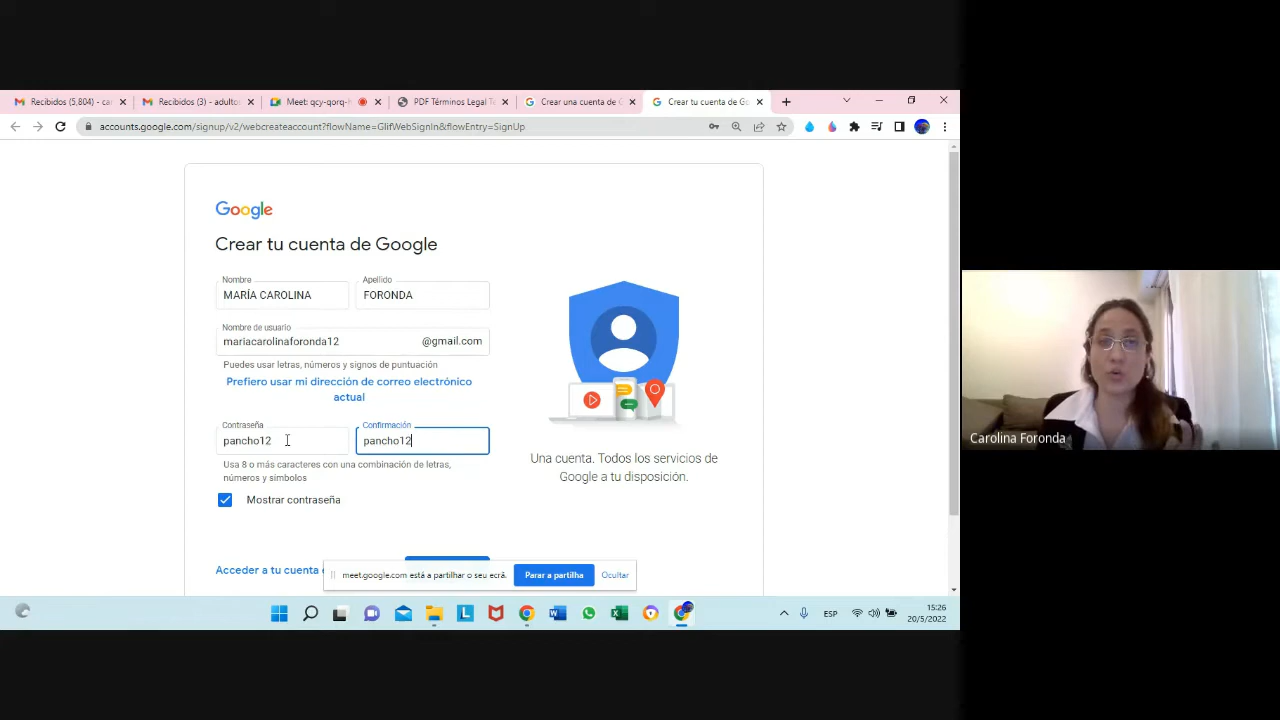 Recibidos (5,804) - ca
Recibidos (3) - adulto
Meet: qcy-qorq-
PDF Términos Legal Te
Crear una cuenta de G
Crear tu cuenta de Go
accounts.google.com/signup/v2/webcreateaccount?flowName=GlifWebSignIn&flowEntry=SignUp
Google
Crear tu cuenta de Google
Nombre
MARÍA CAROLINA
Apellido
FORONDA
Nombre de usuario
mariacarolinaforonda12
@gmail.com
Puedes usar letras, números y signos de puntuación
Prefiero usar mi dirección de correo electrónico
actual
Contraseña
pancho12
Confirmación
pancho12
Usa 8 o más caracteres con una combinación de letras,
números y símbolos
Mostrar contraseña
Una cuenta. Todos los servicios de
Google a tu disposición.
Acceder a tu cuenta
meet.google.com está a partilhar o seu ecrã.
Parar a partilha
Ocultar
Carolina Foronda
ESP
15:26
20/5/2022